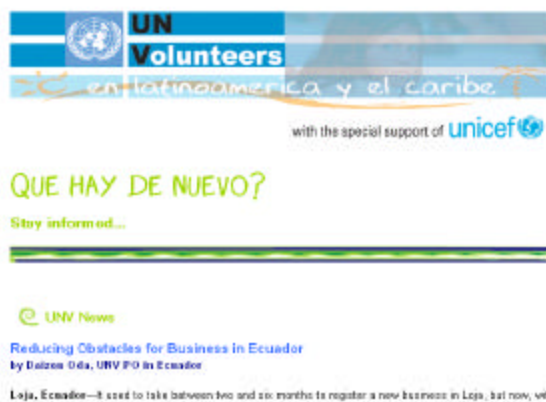 UN
Volunteers
en latinoamerica y el caribe
with the special support of unicef
QUE HAY DE NUEVO?
Stay informed...
UNV News
Reducing Obstacles for Business in Ecuador
by Daizen Oda, UNV PO in Ecuador
Loja, Ecuador—It used to take between two and six months to register a new business in Loja, but now, wi